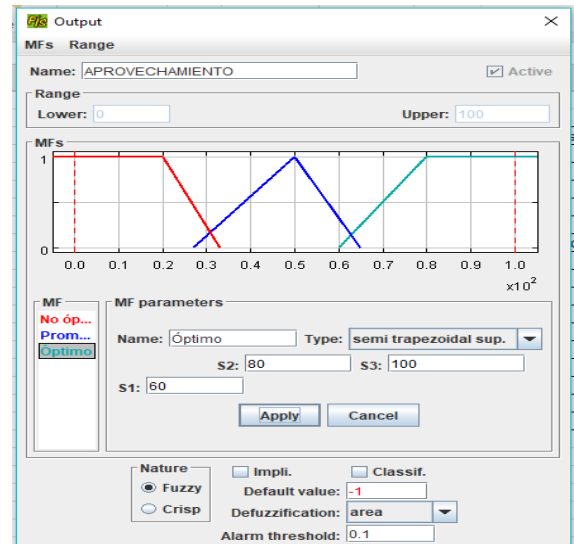 Fis Output
MFs Range
Name: APROVECHAMIENTO Active
Range
Lower: 0 Upper: 100
MFs
1
0
0.0 0.1 0.2 0.3 0.4 0.5 0.6 0.7 0.8 0.9 1.0
x10²
MF
No óp...
Prom...
Óptimo
MF parameters
Name: Óptimo Type: semi trapezoidal sup.
S2: 80 S3: 100
S1: 60
Apply Cancel
Nature
Fuzzy
Crisp
Impli. Classif.
Default value: -1
Defuzzification: area
Alarm threshold: 0.1